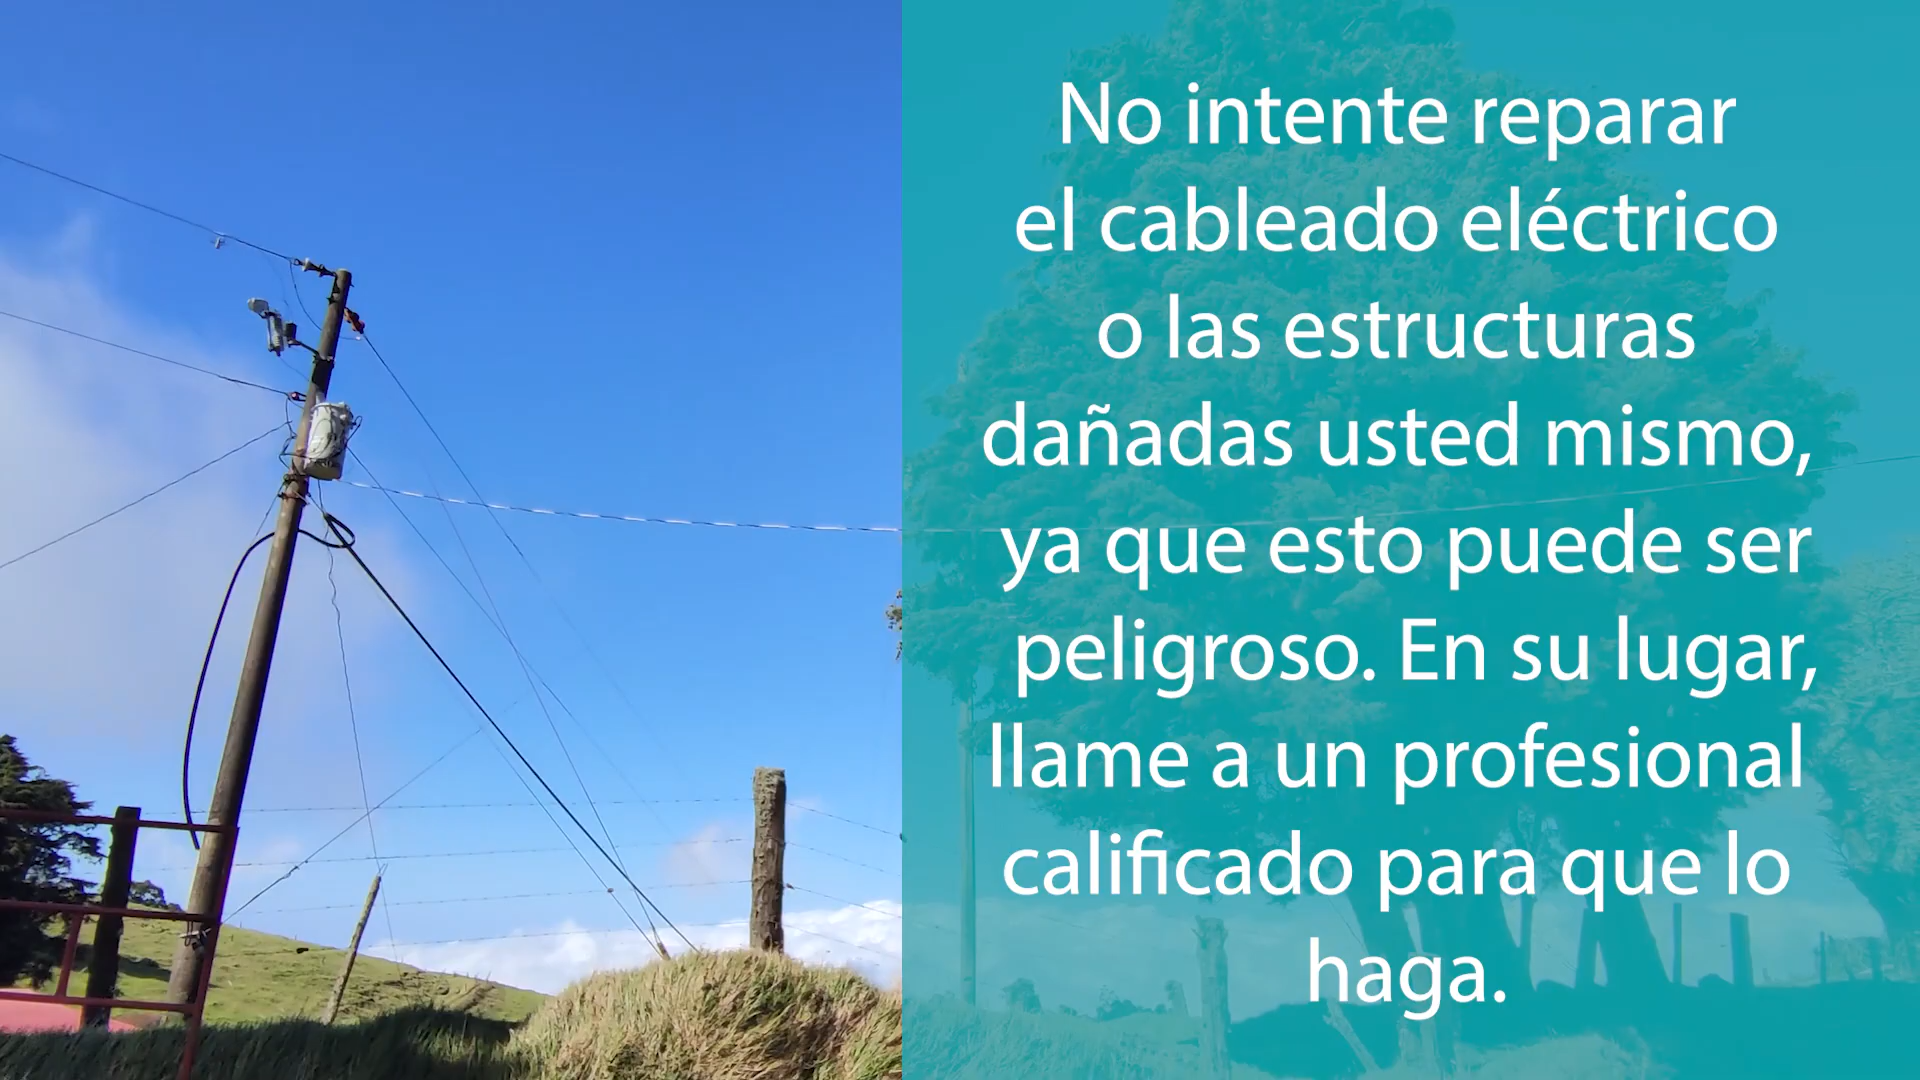 No intente reparar
el cableado eléctrico
o las estructuras
dañadas usted mismo,
ya que esto puede ser
peligroso. En su lugar,
llame a un profesional
calificado para que lo
haga.